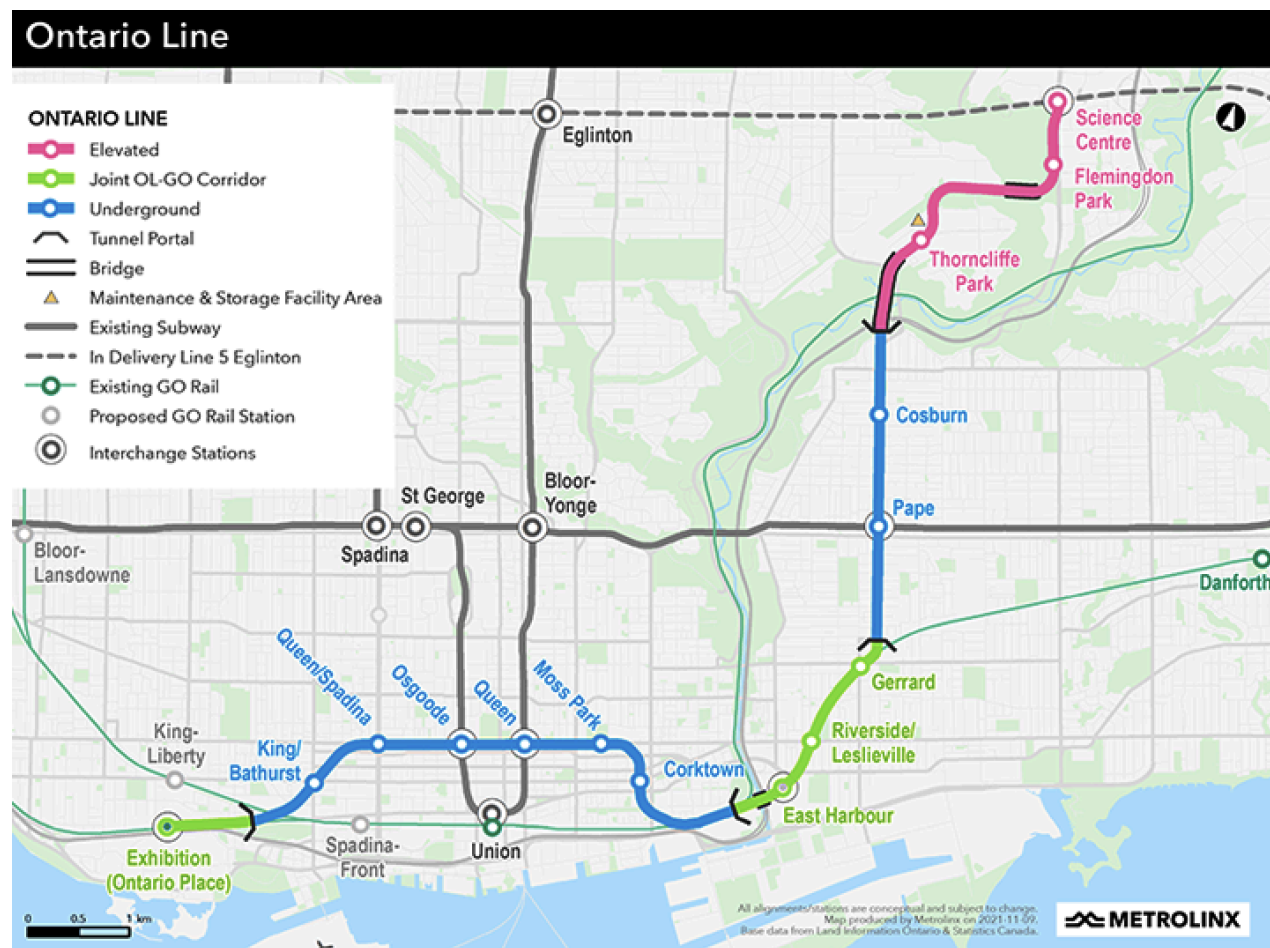 Ontario Line
ONTARIO LINE
Elevated
Joint OL-GO Corridor
Underground
Tunnel Portal
Bridge
Maintenance & Storage Facility Area
Existing Subway
In Delivery Line 5 Eglinton
Existing GO Rail
Proposed GO Rail Station
Interchange Stations
Eglinton
Science
Centre
Flemingdon
Park
Thorncliffe
Park
Cosburn
Bloor-
Yonge
St George
Spadina
Pape
Bloor-
Lansdowne
Danforth
Queen/Spadina
Osgoode
Queen
Moss Park
Gerrard
King-
Liberty
King/
Bathurst
Corktown
Riverside/
Leslieville
East Harbour
Exhibition
(Ontario Place)
Spadina-
Front
Union
0 0.5 1 km
All alignments/stations are conceptual and subject to change.
Map produced by Metrolinx on 2021-11-09.
Base data from Land Information Ontario & Statistics Canada.
METROLINX